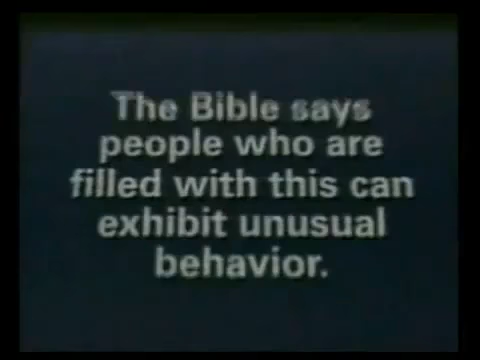 The Bible says
people who are
filled with this can
exhibit unusual
behavior.